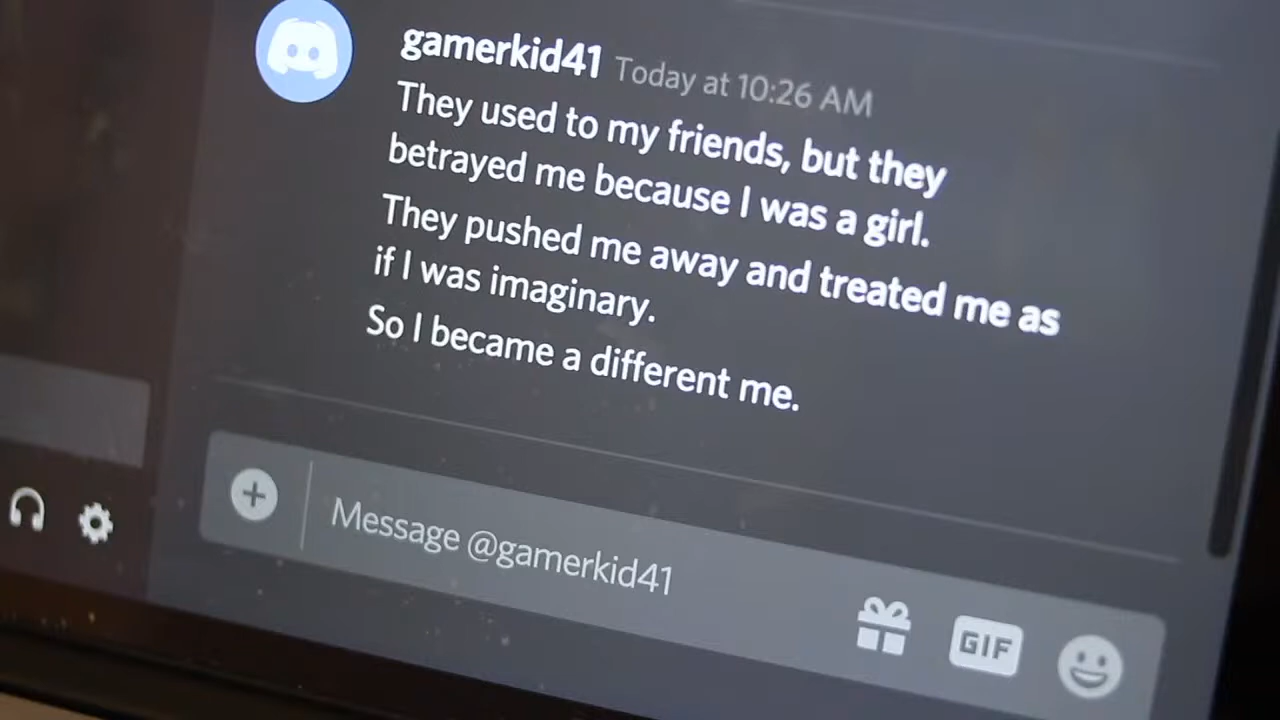 gamerkid41 Today at 10:26 AM
They used to my friends, but they
betrayed me because I was a girl.
They pushed me away and treated me as
if I was imaginary.
So I became a different me.
Message @gamerkid41
GIF